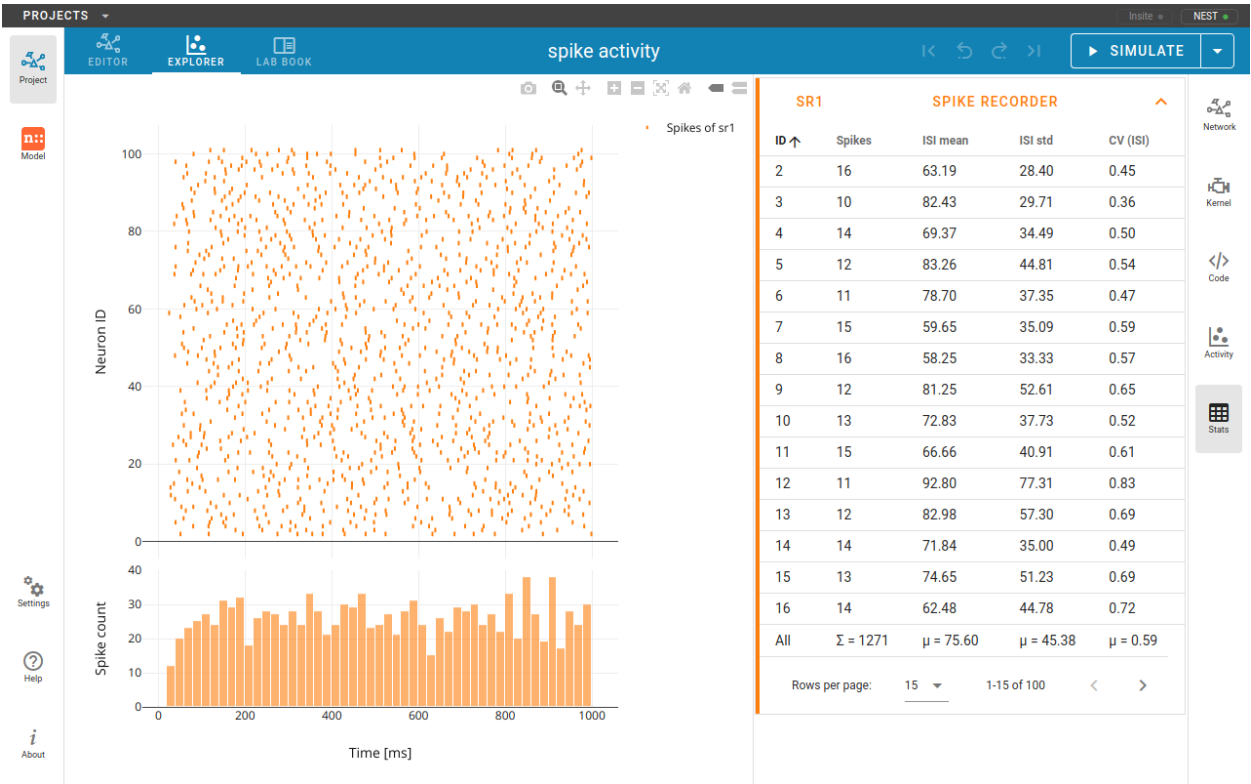 PROJECTS
Insite
NEST
Project
EDITOR
EXPLORER
LAB BOOK
spike activity
SIMULATE
n::
Model
Settings
Help
i
About
Spikes of sr1
100
80
60
40
20
0
Neuron ID
40
30
20
10
0
Spike count
0 200 400 600 800 1000
Time [ms]
SR1 SPIKE RECORDER
ID Spikes ISI mean ISI std CV (ISI)
2 16 63.19 28.40 0.45
3 10 82.43 29.71 0.36
4 14 69.37 34.49 0.50
5 12 83.26 44.81 0.54
6 11 78.70 37.35 0.47
7 15 59.65 35.09 0.59
8 16 58.25 33.33 0.57
9 12 81.25 52.61 0.65
10 13 72.83 37.73 0.52
11 15 66.66 40.91 0.61
12 11 92.80 77.31 0.83
13 12 82.98 57.30 0.69
14 14 71.84 35.00 0.49
15 13 74.65 51.23 0.69
16 14 62.48 44.78 0.72
All Σ = 1271 μ = 75.60 μ = 45.38 μ = 0.59
Rows per page: 15 1-15 of 100
Network
Kernel
</>
Code
Activity
Stats